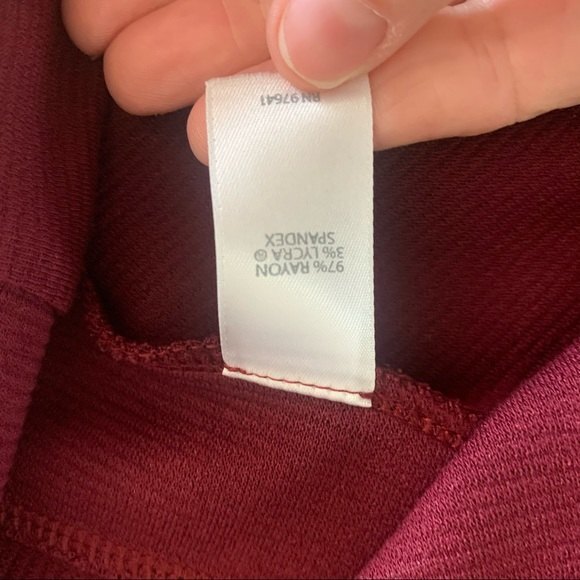 97% RAYON
3% LYCRA ®
SPANDEX
RN 97641